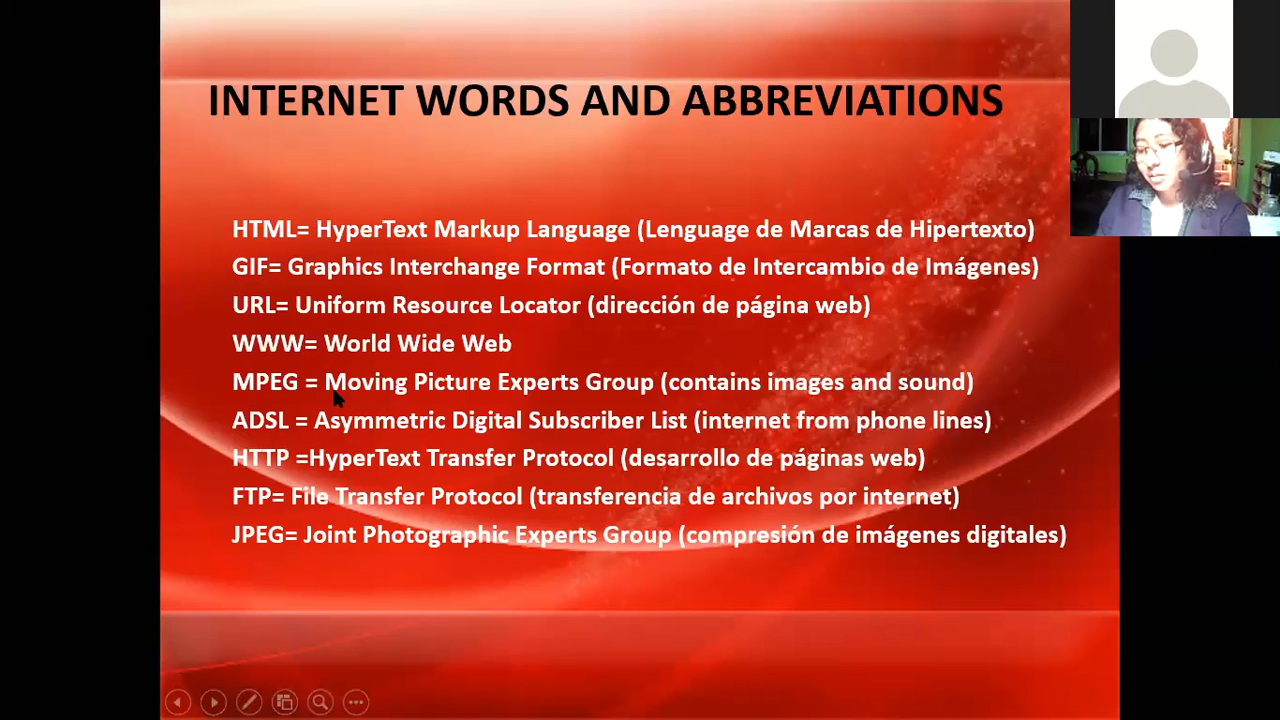 INTERNET WORDS AND ABBREVIATIONS
HTML= HyperText Markup Language (Lenguage de Marcas de Hipertexto)
GIF= Graphics Interchange Format (Formato de Intercambio de Imágenes)
URL= Uniform Resource Locator (dirección de página web)
WWW= World Wide Web
MPEG = Moving Picture Experts Group (contains images and sound)
ADSL = Asymmetric Digital Subscriber List (internet from phone lines)
HTTP =HyperText Transfer Protocol (desarrollo de páginas web)
FTP= File Transfer Protocol (transferencia de archivos por internet)
JPEG= Joint Photographic Experts Group (compresión de imágenes digitales)